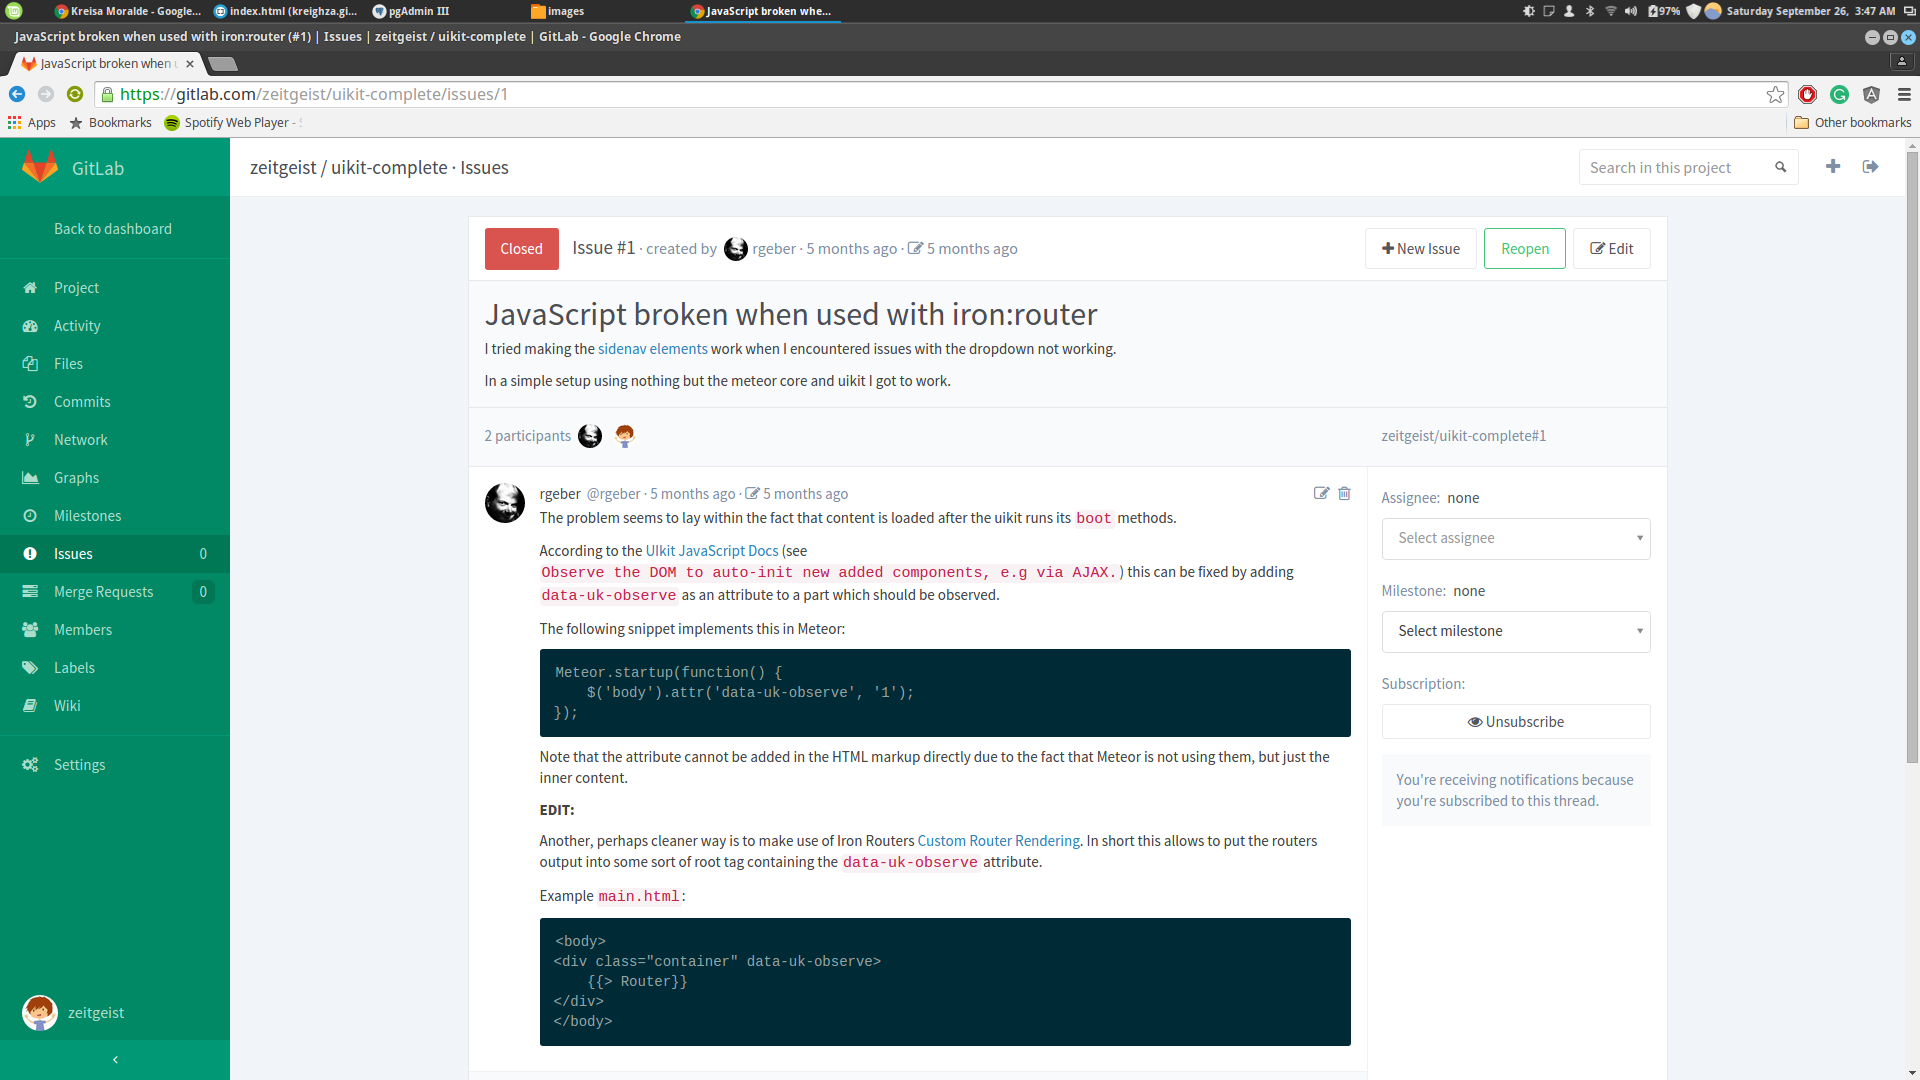 Kreisa Moralde - Google...
index.html (kreighza.gi...
pgAdmin III
images
JavaScript broken whe...
97%
Saturday September 26, 3:47 AM
JavaScript broken when used with iron:router (#1) | Issues | zeitgeist / uikit-complete | GitLab - Google Chrome
JavaScript broken when u
https://gitlab.com/zeitgeist/uikit-complete/issues/1
Apps
Bookmarks
Spotify Web Player -
Other bookmarks
GitLab
zeitgeist / uikit-complete · Issues
Search in this project
Back to dashboard
Project
Activity
Files
Commits
Network
Graphs
Milestones
Issues 0
Merge Requests 0
Members
Labels
Wiki
Settings
zeitgeist
Closed
Issue #1 · created by rgeber · 5 months ago · 5 months ago
New Issue
Reopen
Edit
JavaScript broken when used with iron:router
I tried making the sidenav elements work when I encountered issues with the dropdown not working.
In a simple setup using nothing but the meteor core and uikit I got to work.
2 participants
zeitgeist/uikit-complete#1
rgeber @rgeber · 5 months ago · 5 months ago
The problem seems to lay within the fact that content is loaded after the uikit runs its boot methods.
According to the UIkit JavaScript Docs (see
Observe the DOM to auto-init new added components, e.g via AJAX.) this can be fixed by adding
data-uk-observe as an attribute to a part which should be observed.
The following snippet implements this in Meteor:
Meteor.startup(function() {
$('body').attr('data-uk-observe', '1');
});
Note that the attribute cannot be added in the HTML markup directly due to the fact that Meteor is not using them, but just the
inner content.
EDIT:
Another, perhaps cleaner way is to make use of Iron Routers Custom Router Rendering. In short this allows to put the routers
output into some sort of root tag containing the data-uk-observe attribute.
Example main.html:
<body>
<div class="container" data-uk-observe>
{{> Router}}
</div>
</body>
Assignee: none
Select assignee
Milestone: none
Select milestone
Subscription:
Unsubscribe
You're receiving notifications because
you're subscribed to this thread.